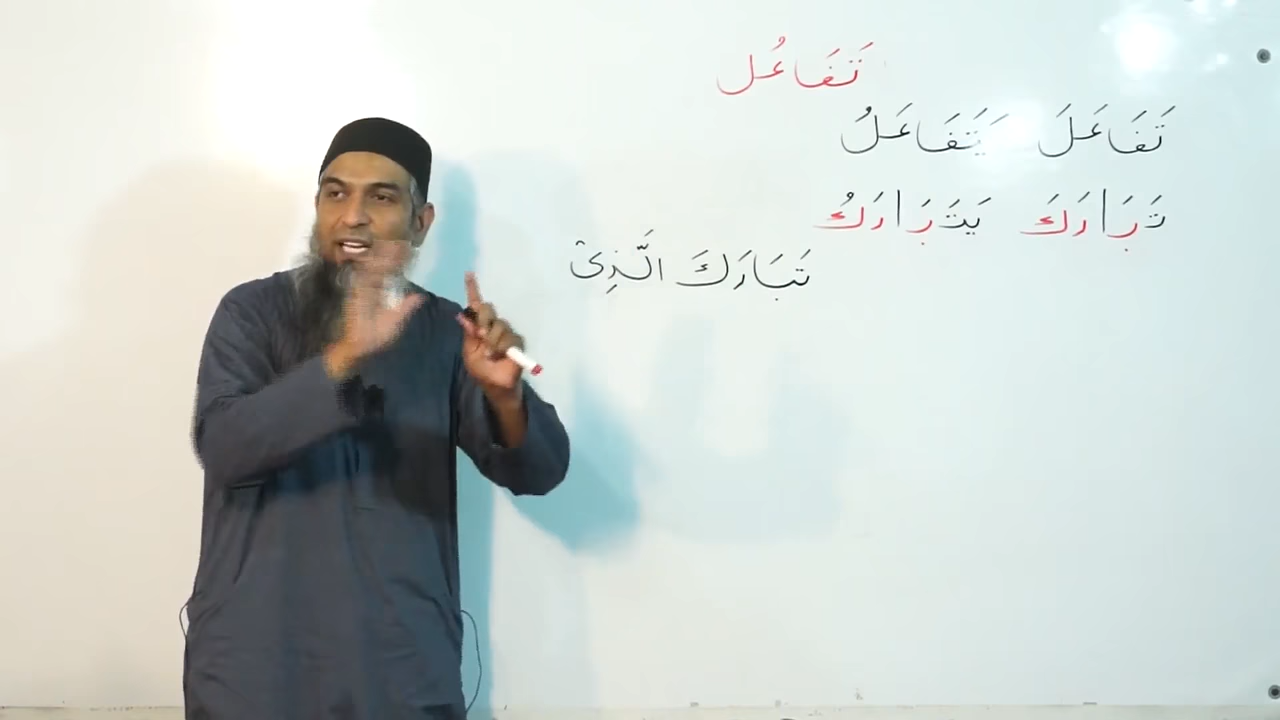 تَفَاعُل
تَفَاعَلَ يَتَفَاعَلُ
تَبَارَكَ يَتَبَارَكُ
تَبَارَكَ الَّذِىْ